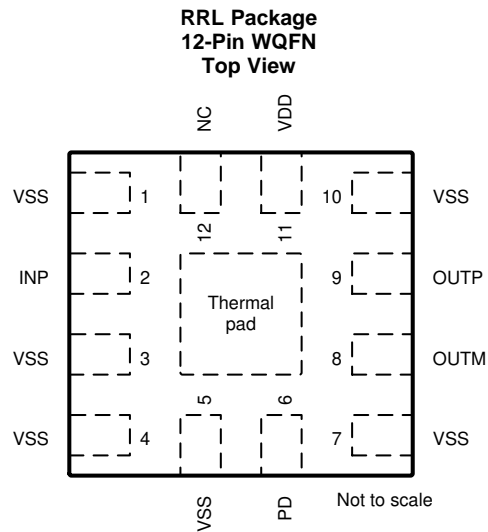 RRL Package
12-Pin WQFN
Top View
NC
VDD
VSS 1
12
11
10 VSS
INP 2
9 OUTP
Thermal
pad
VSS 3
8 OUTM
VSS 4
5
6
7 VSS
VSS
PD
Not to scale